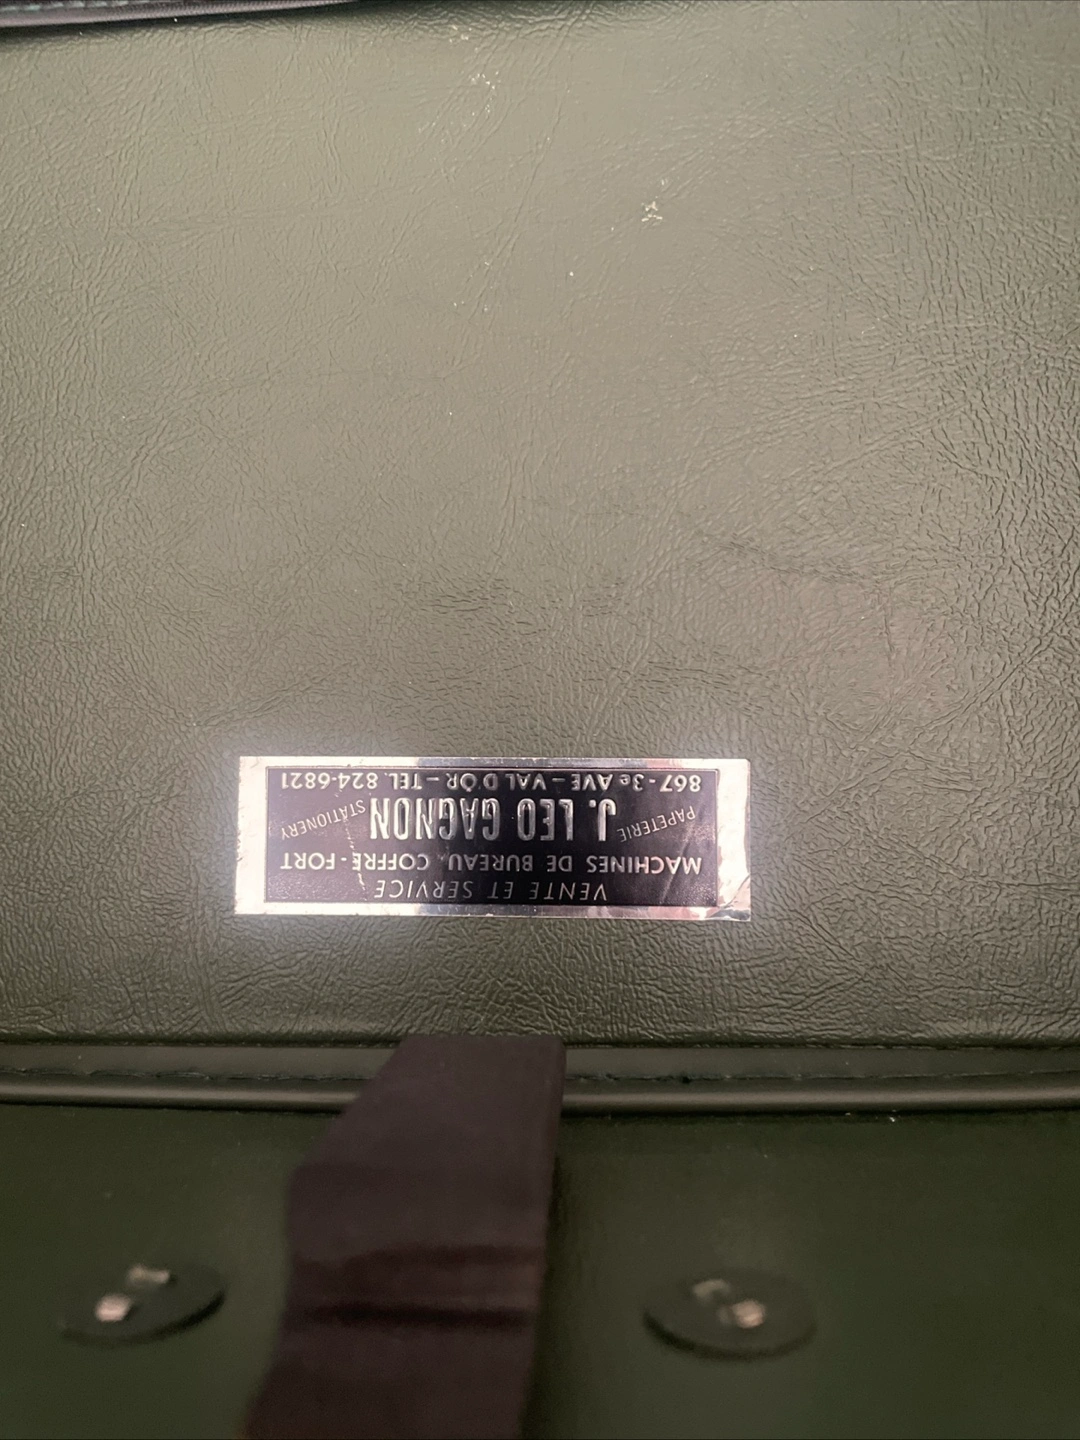 VENTE ET SERVICE
MACHINES DE BUREAU, COFFRE-FORT
PAPETERIE J. LEO GAGNON STATIONERY
867-3e AVE - VAL D'OR - TEL. 824-6821